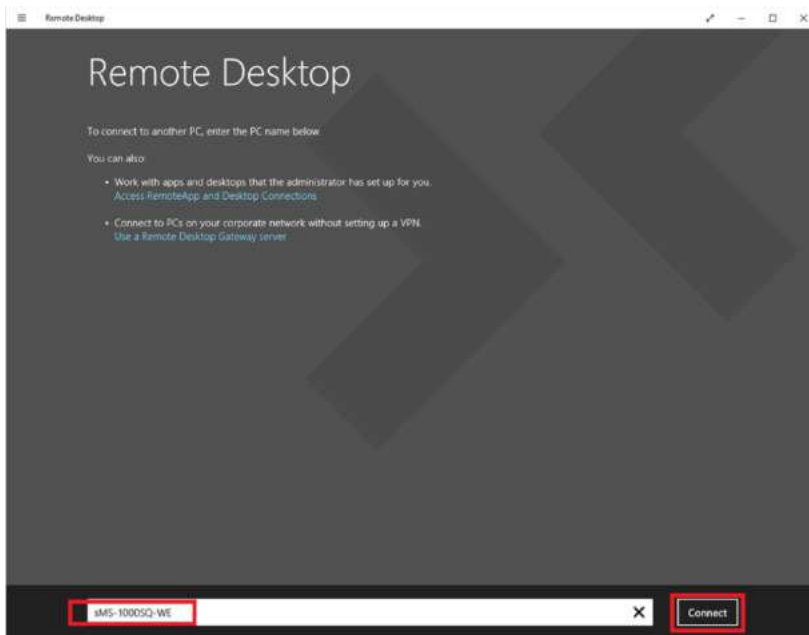 Remote Desktop
Remote Desktop
To connect to another PC, enter the PC name below
You can also:
• Work with apps and desktops that the administrator has set up for you.
Access RemoteApp and Desktop Connections
• Connect to PCs on your corporate network without setting up a VPN.
Use a Remote Desktop Gateway server
sMS-1000SQ-WE
Connect